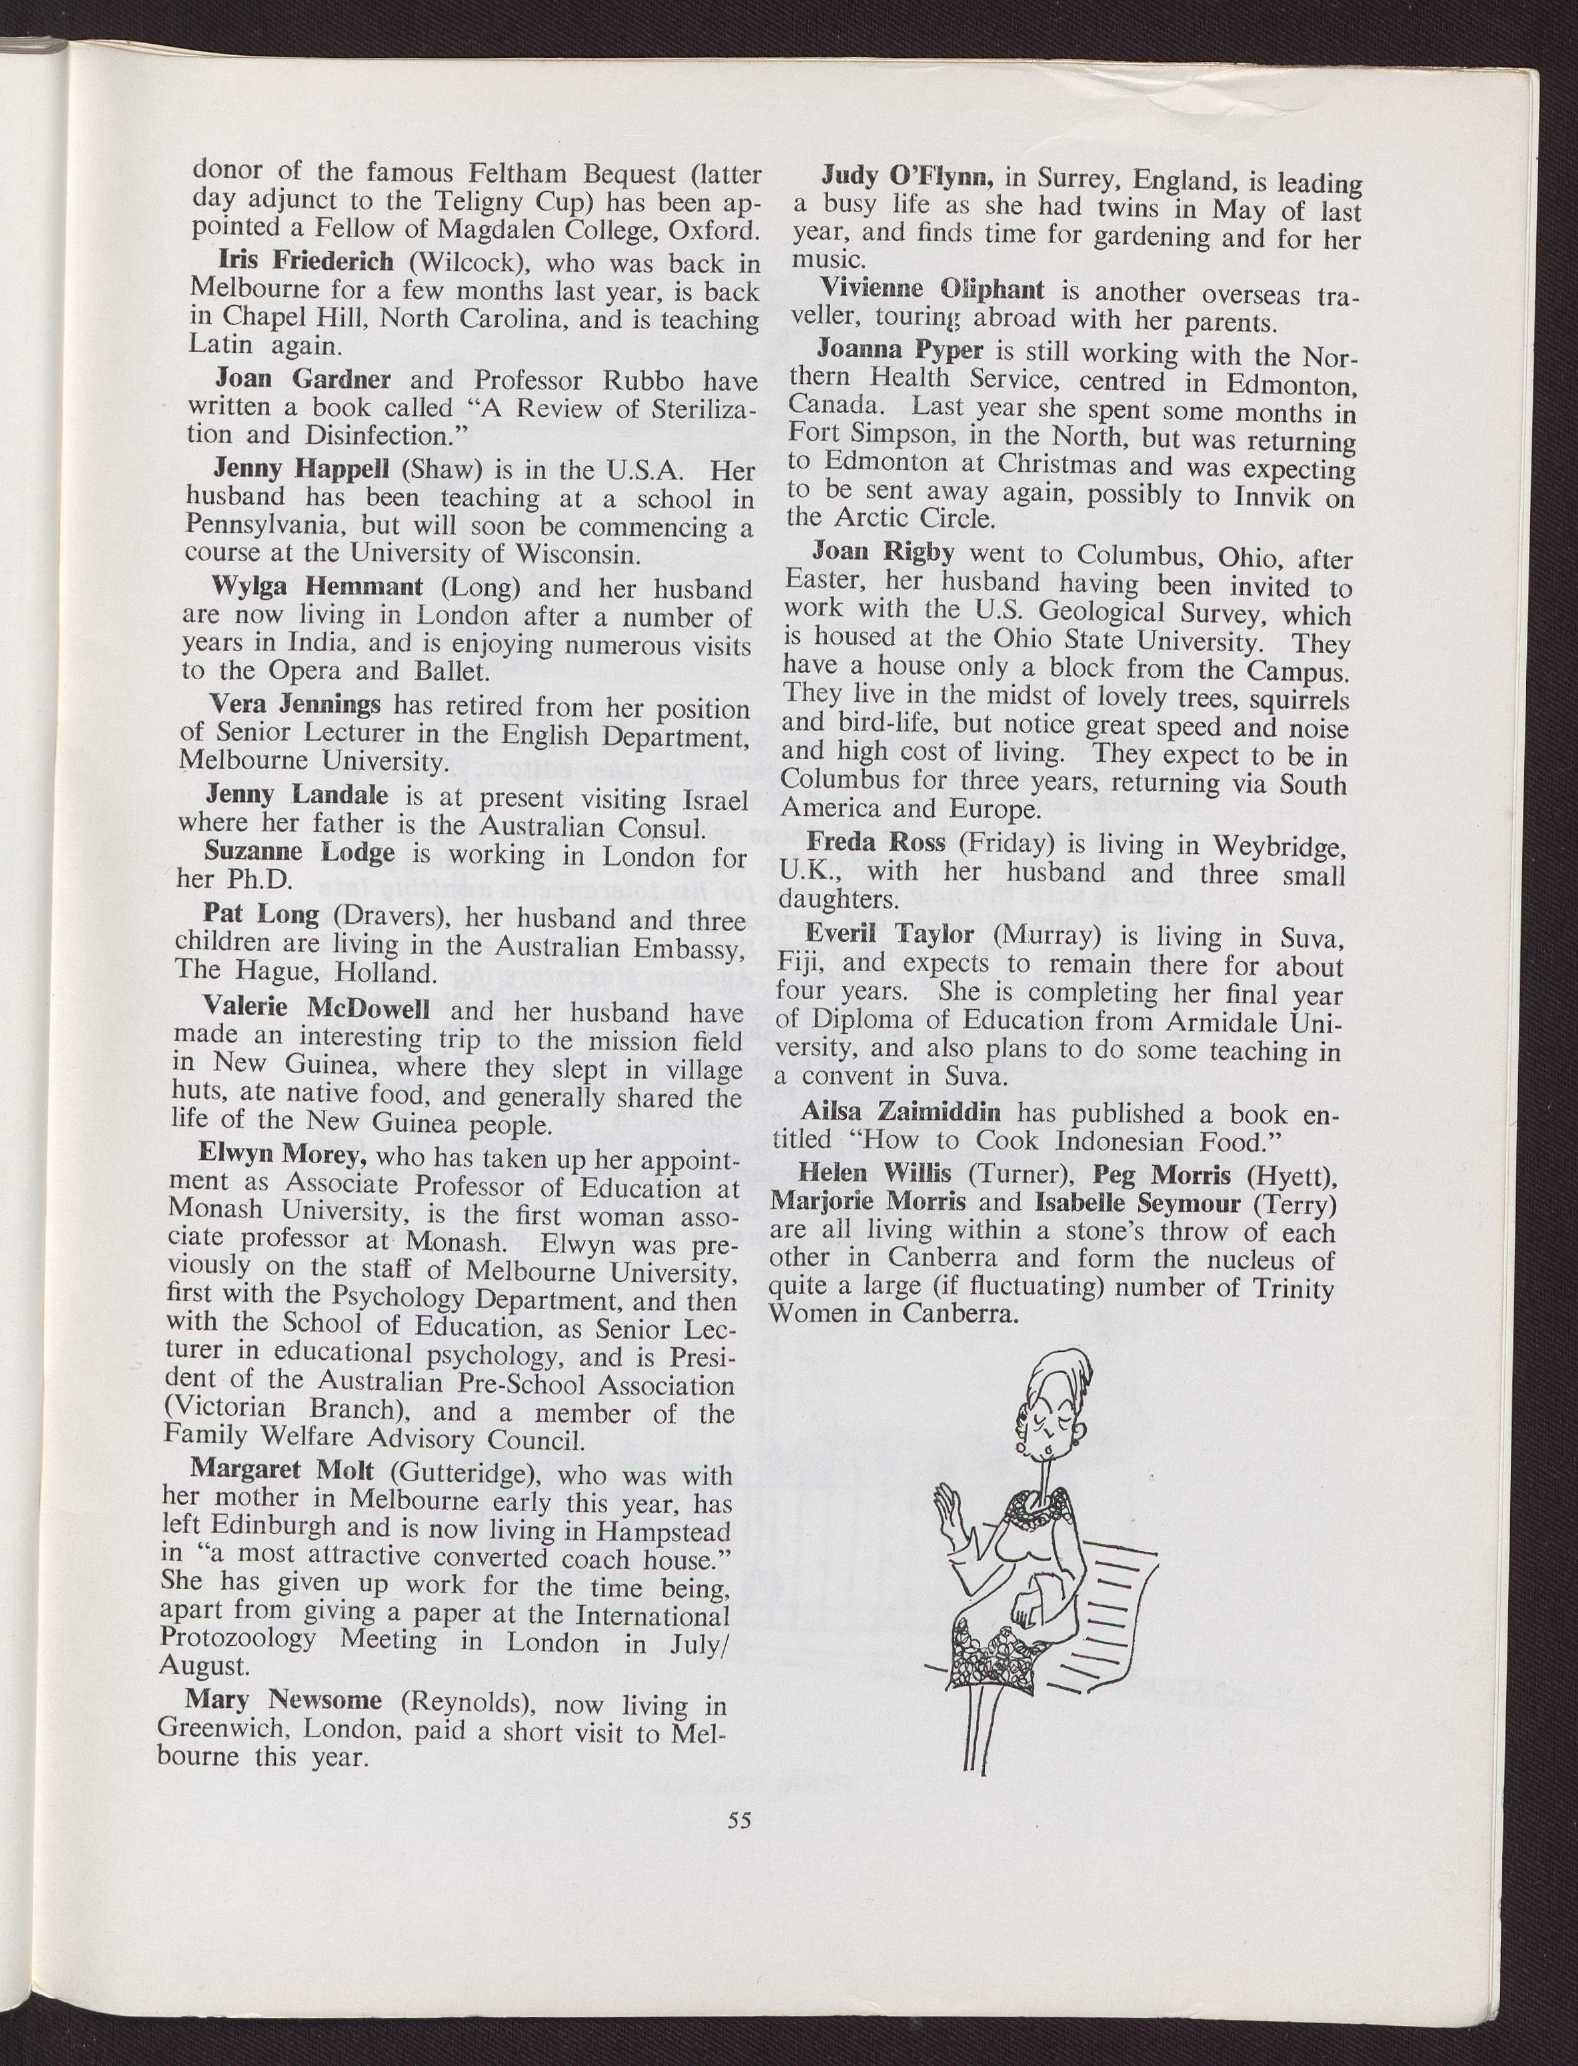 donor of the famous Feltham Bequest (latter
day adjunct to the Teligny Cup) has been ap-
pointed a Fellow of Magdalen College, Oxford.
Iris Friederich (Wilcock), who was back in
Melbourne for a few months last year, is back
in Chapel Hill, North Carolina, and is teaching
Latin again.
Joan Gardner and Professor Rubbo have
written a book called “A Review of Steriliza-
tion and Disinfection.”
Jenny Happell (Shaw) is in the U.S.A. Her
husband has been teaching at a school in
Pennsylvania, but will soon be commencing a
course at the University of Wisconsin.
Wylga Hemmant (Long) and her husband
are now living in London after a number of
years in India, and is enjoying numerous visits
to the Opera and Ballet.
Vera Jennings has retired from her position
of Senior Lecturer in the English Department,
Melbourne University.
Jenny Landale is at present visiting Israel
where her father is the Australian Consul.
Suzanne Lodge is working in London for
her Ph.D.
Pat Long (Dravers), her husband and three
children are living in the Australian Embassy,
The Hague, Holland.
Valerie McDowell and her husband have
made an interesting trip to the mission field
in New Guinea, where they slept in village
huts, ate native food, and generally shared the
life of the New Guinea people.
Elwyn Morey, who has taken up her appoint-
ment as Associate Professor of Education at
Monash University, is the first woman asso-
ciate professor at Monash. Elwyn was pre-
viously on the staff of Melbourne University,
first with the Psychology Department, and then
with the School of Education, as Senior Lec-
turer in educational psychology, and is Presi-
dent of the Australian Pre-School Association
(Victorian Branch), and a member of the
Family Welfare Advisory Council.
Margaret Molt (Gutteridge), who was with
her mother in Melbourne early this year, has
left Edinburgh and is now living in Hampstead
in “a most attractive converted coach house.”
She has given up work for the time being,
apart from giving a paper at the International
Protozoology Meeting in London in July/
August.
Mary Newsome (Reynolds), now living in
Greenwich, London, paid a short visit to Mel-
bourne this year.
Judy O’Flynn, in Surrey, England, is leading
a busy life as she had twins in May of last
year, and finds time for gardening and for her
music.
Vivienne Oliphant is another overseas tra-
veller, touring abroad with her parents.
Joanna Pyper is still working with the Nor-
thern Health Service, centred in Edmonton,
Canada. Last year she spent some months in
Fort Simpson, in the North, but was returning
to Edmonton at Christmas and was expecting
to be sent away again, possibly to Innvik on
the Arctic Circle.
Joan Rigby went to Columbus, Ohio, after
Easter, her husband having been invited to
work with the U.S. Geological Survey, which
is housed at the Ohio State University. They
have a house only a block from the Campus.
They live in the midst of lovely trees, squirrels
and bird-life, but notice great speed and noise
and high cost of living. They expect to be in
Columbus for three years, returning via South
America and Europe.
Freda Ross (Friday) is living in Weybridge,
U.K., with her husband and three small
daughters.
Everil Taylor (Murray) is living in Suva,
Fiji, and expects to remain there for about
four years. She is completing her final year
of Diploma of Education from Armidale Uni-
versity, and also plans to do some teaching in
a convent in Suva.
Ailsa Zaimiddin has published a book en-
titled “How to Cook Indonesian Food.”
Helen Willis (Turner), Peg Morris (Hyett),
Marjorie Morris and Isabelle Seymour (Terry)
are all living within a stone’s throw of each
other in Canberra and form the nucleus of
quite a large (if fluctuating) number of Trinity
Women in Canberra.
55